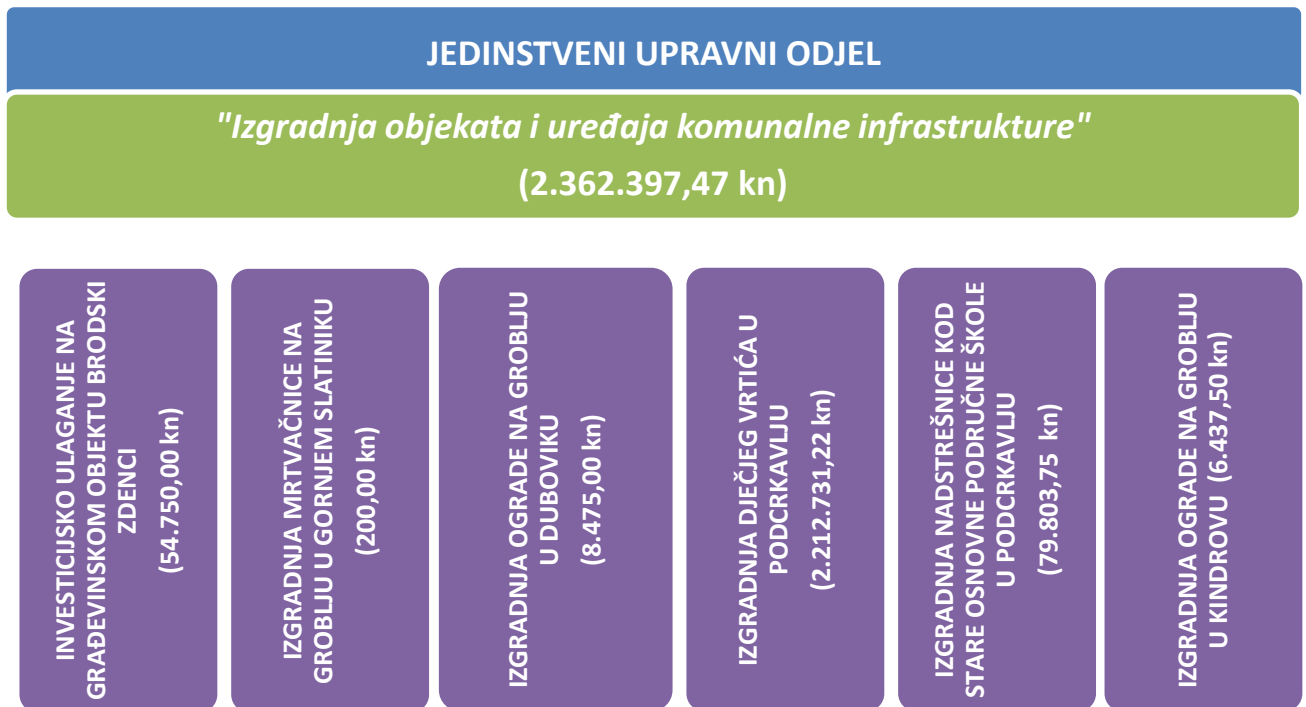 JEDINSTVENI UPRAVNI ODJEL
"Izgradnja objekata i uređaja komunalne infrastrukture"
(2.362.397,47 kn)
INVESTICIJSKO ULAGANJE NA
GRAĐEVINSKOM OBJEKTU BRODSKI
ZDENCI
(54.750,00 kn)
IZGRADNJA MRTVAČNICE NA
GROBLJU U GORNJEM SLATINIKU
(200,00 kn)
IZGRADNJA OGRADE NA GROBLJU
U DUBOVIKU
(8.475,00 kn)
IZGRADNJA DJEČJEG VRTIĆA U
PODCRKAVLJU
(2.212.731,22 kn)
IZGRADNJA NADSTREŠNICE KOD
STARE OSNOVNE PODRUČNE ŠKOLE
U PODCRKAVLJU
(79.803,75 kn)
IZGRADNJA OGRADE NA GROBLJU
U KINDROVU (6.437,50 kn)